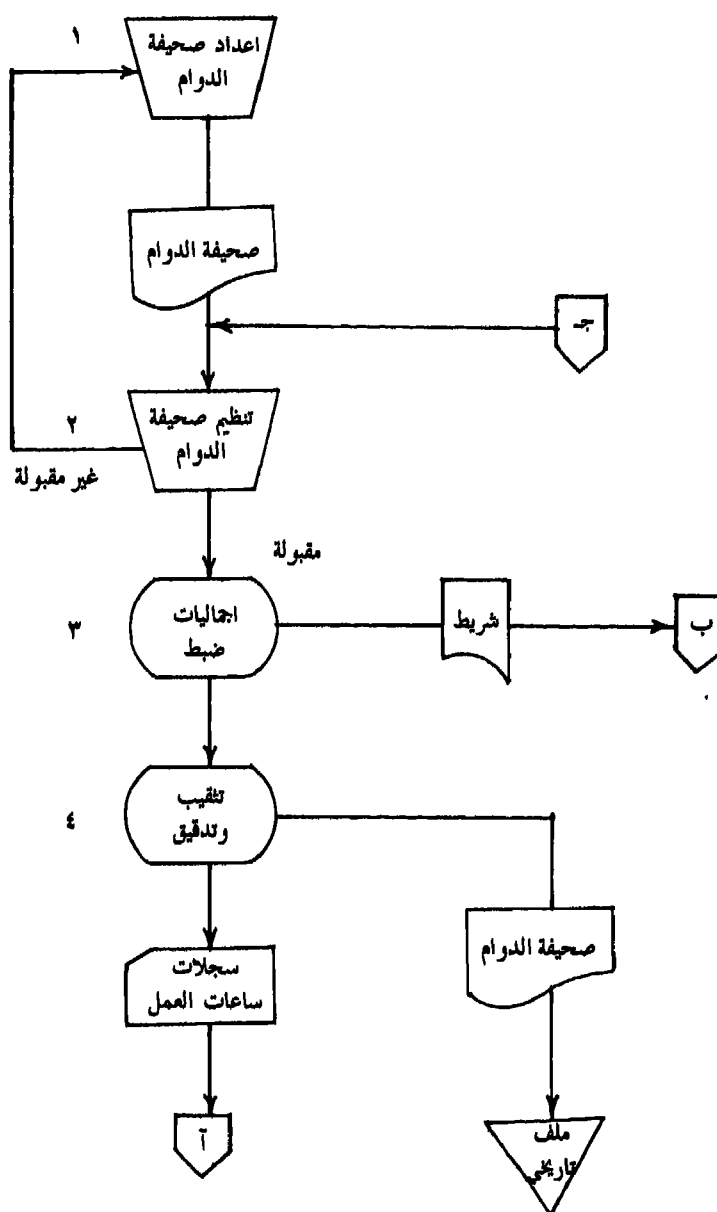 ١
اعداد صحيفة
الدوام
صحيفة الدوام
جـ
٢
تنظيم صحيفة
الدوام
غير مقبولة
مقبولة
٣
اجماليات
ضبط
شريط
ب
٤
تثقيب
وتدقيق
صحيفة الدوام
سجلات
ساعات العمل
آ
ملف
تاريخي